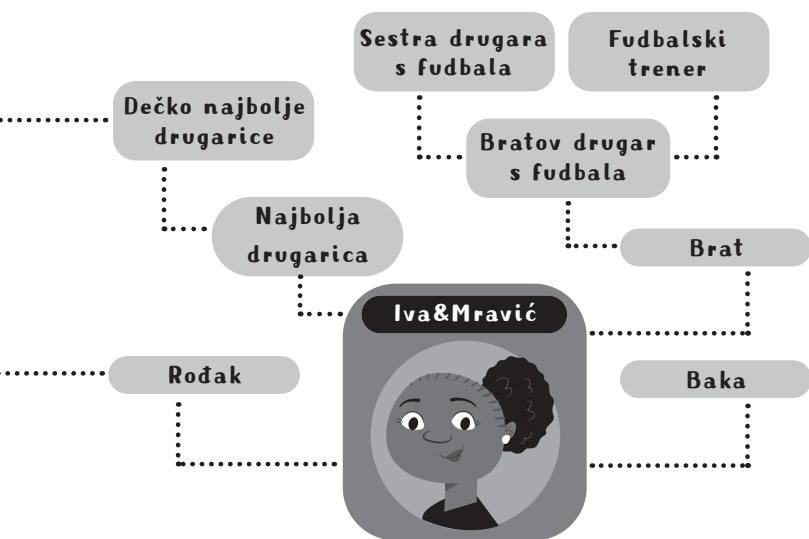 Sestra drugara
s fudbala
Fudbalski
trener
Dečko najbolje
drugarice
Bratov drugar
s fudbala
Najbolja
drugarica
Brat
Iva&Mravić
Rođak
Baka